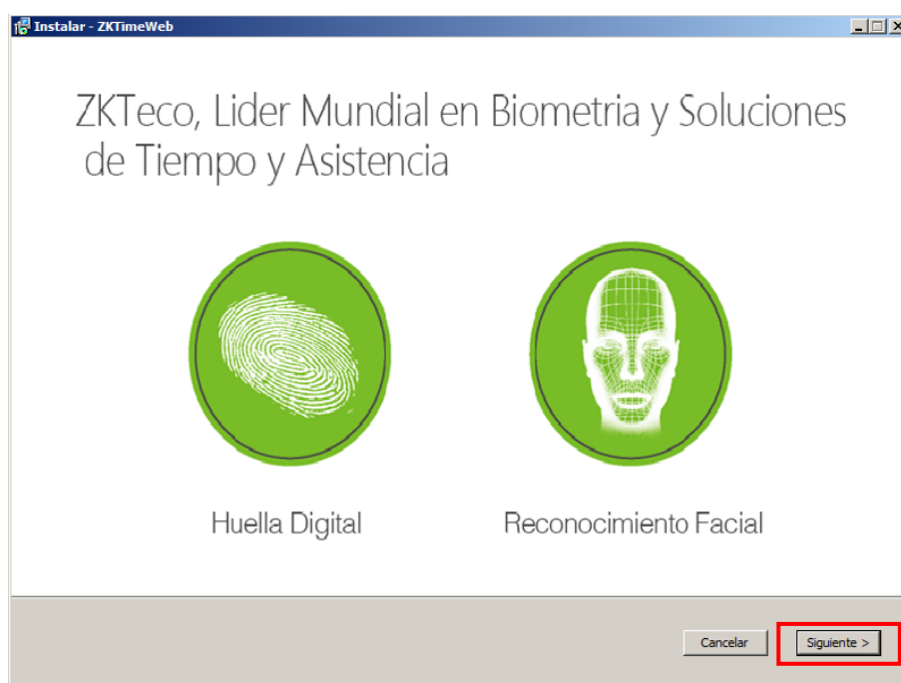 Instalar - ZKTimeWeb
ZKTeco, Lider Mundial en Biometria y Soluciones
de Tiempo y Asistencia
Huella Digital
Reconocimiento Facial
Cancelar
Siguiente >